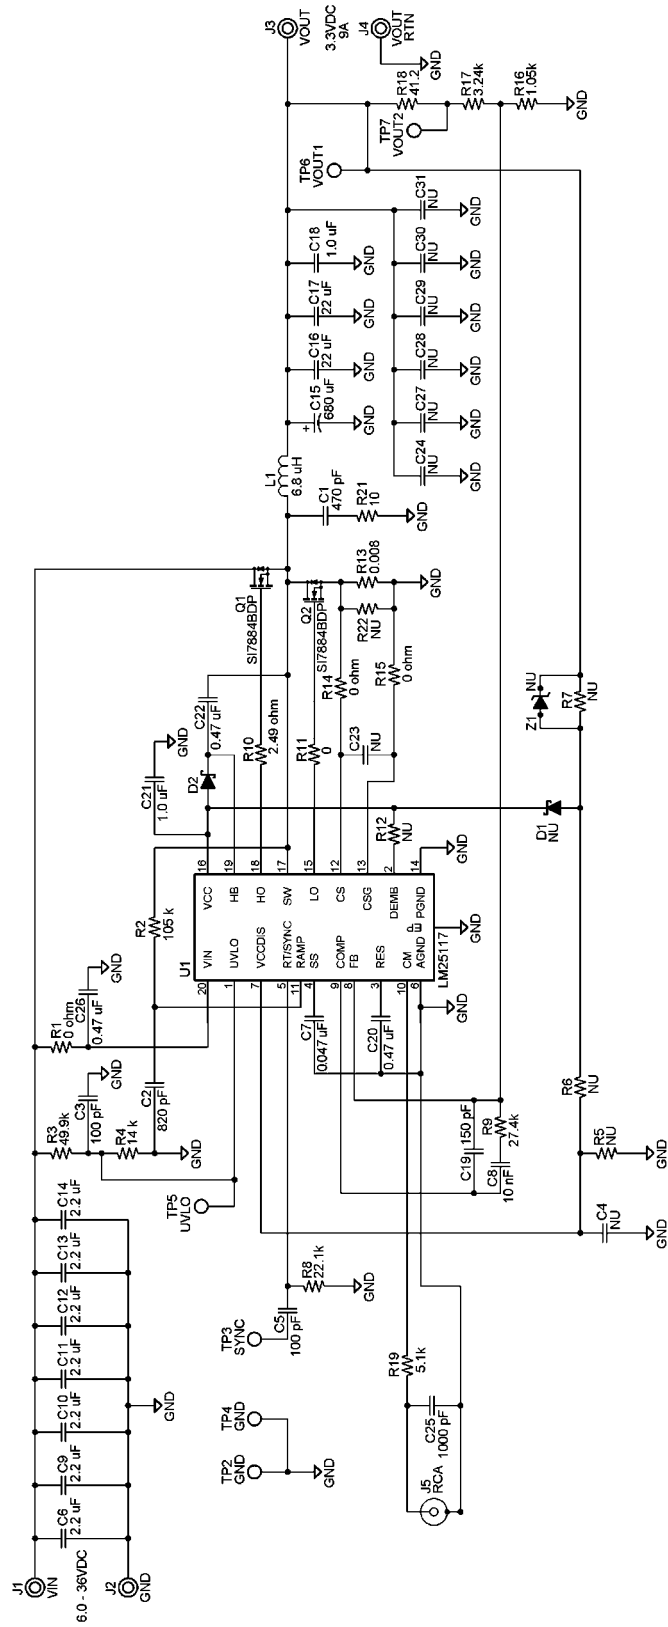 J1
VIN
6.0 - 36VDC
J2
GND
C6
2.2 uF
C9
2.2 uF
C10
2.2 uF
C11
2.2 uF
C12
2.2 uF
C13
2.2 uF
C14
2.2 uF
GND
R3
49.9k
C3
100 pF
GND
R4
14 k
GND
TP5
UVLO
R1
0 ohm
C26
0.47 uF
GND
C2
820 pF
R2
105 k
TP2
GND
TP4
GND
GND
TP3
SYNC
C5
100 pF
R8
22.1k
GND
J5
RCA
C25
1000 pF
R19
5.1k
C7
0.047 uF
C20
0.47 uF
C19
150 pF
C8
10 nF
R9
27.4k
C4
NU
GND
R5
NU
GND
R6
NU
GND
U1
LM25117
20
VIN
1
UVLO
7
VCCDIS
5
RT/SYNC
11
RAMP
4
SS
9
COMP
8
FB
3
RES
10
CM
6
AGND
EP
GND
VCC
16
HB
19
HO
18
SW
17
LO
15
CS
12
CSG
13
DEMB
2
PGND
14
GND
C21
1.0 uF
GND
D2
C22
0.47 uF
R10
2.49 ohm
R11
0
R12
NU
C23
NU
R14
0 ohm
R15
0 ohm
Q1
SI7884BDP
Q2
SI7884BDP
R22
NU
R13
0.008
GND
D1
NU
Z1
NU
R7
NU
C1
470 pF
R21
10
GND
L1
6.8 uH
C15
680 uF
+
GND
C16
22 uF
GND
C17
22 uF
GND
C18
1.0 uF
GND
C24
NU
GND
C27
NU
GND
C28
NU
GND
C29
NU
GND
C30
NU
GND
C31
NU
GND
TP6
VOUT1
TP7
VOUT2
R18
41.2
R17
3.24k
R16
1.05k
GND
J3
VOUT
3.3VDC
9A
J4
VOUT
RTN
GND